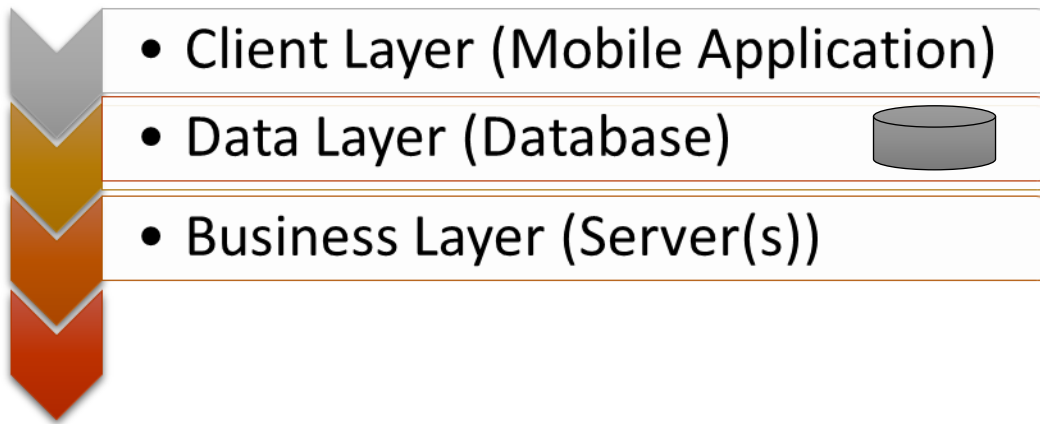 • Client Layer (Mobile Application)
• Data Layer (Database)
• Business Layer (Server(s))